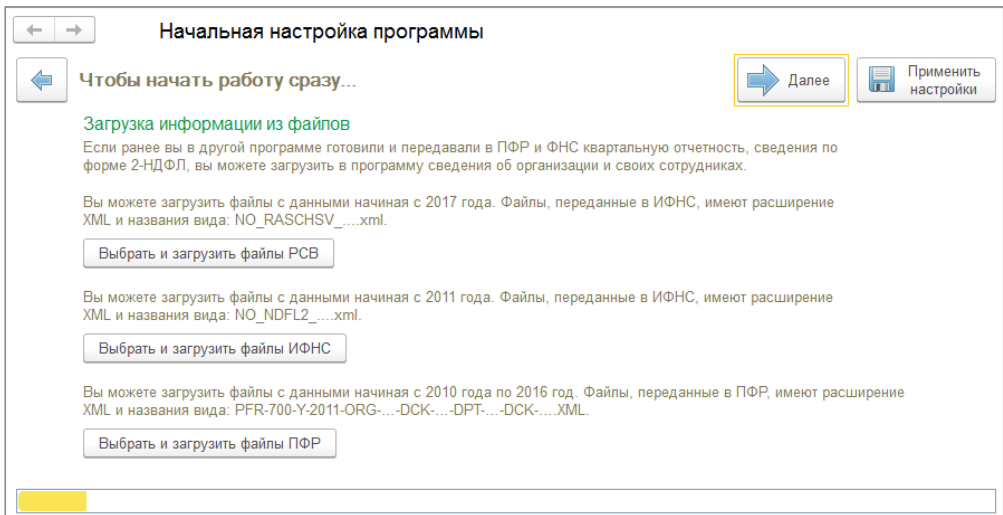 Начальная настройка программы
Чтобы начать работу сразу...
Далее
Применить
настройки
Загрузка информации из файлов
Если ранее вы в другой программе готовили и передавали в ПФР и ФНС квартальную отчетность, сведения по
форме 2-НДФЛ, вы можете загрузить в программу сведения об организации и своих сотрудниках.
Вы можете загрузить файлы с данными начиная с 2017 года. Файлы, переданные в ИФНС, имеют расширение
XML и названия вида: NO_RASCHSV_....xml.
Выбрать и загрузить файлы РСВ
Вы можете загрузить файлы с данными начиная с 2011 года. Файлы, переданные в ИФНС, имеют расширение
XML и названия вида: NO_NDFL2_....xml.
Выбрать и загрузить файлы ИФНС
Вы можете загрузить файлы с данными начиная с 2010 года по 2016 год. Файлы, переданные в ПФР, имеют расширение
XML и названия вида: PFR-700-Y-2011-ORG-...-DCK-...-DPT-...-DCK-....XML.
Выбрать и загрузить файлы ПФР